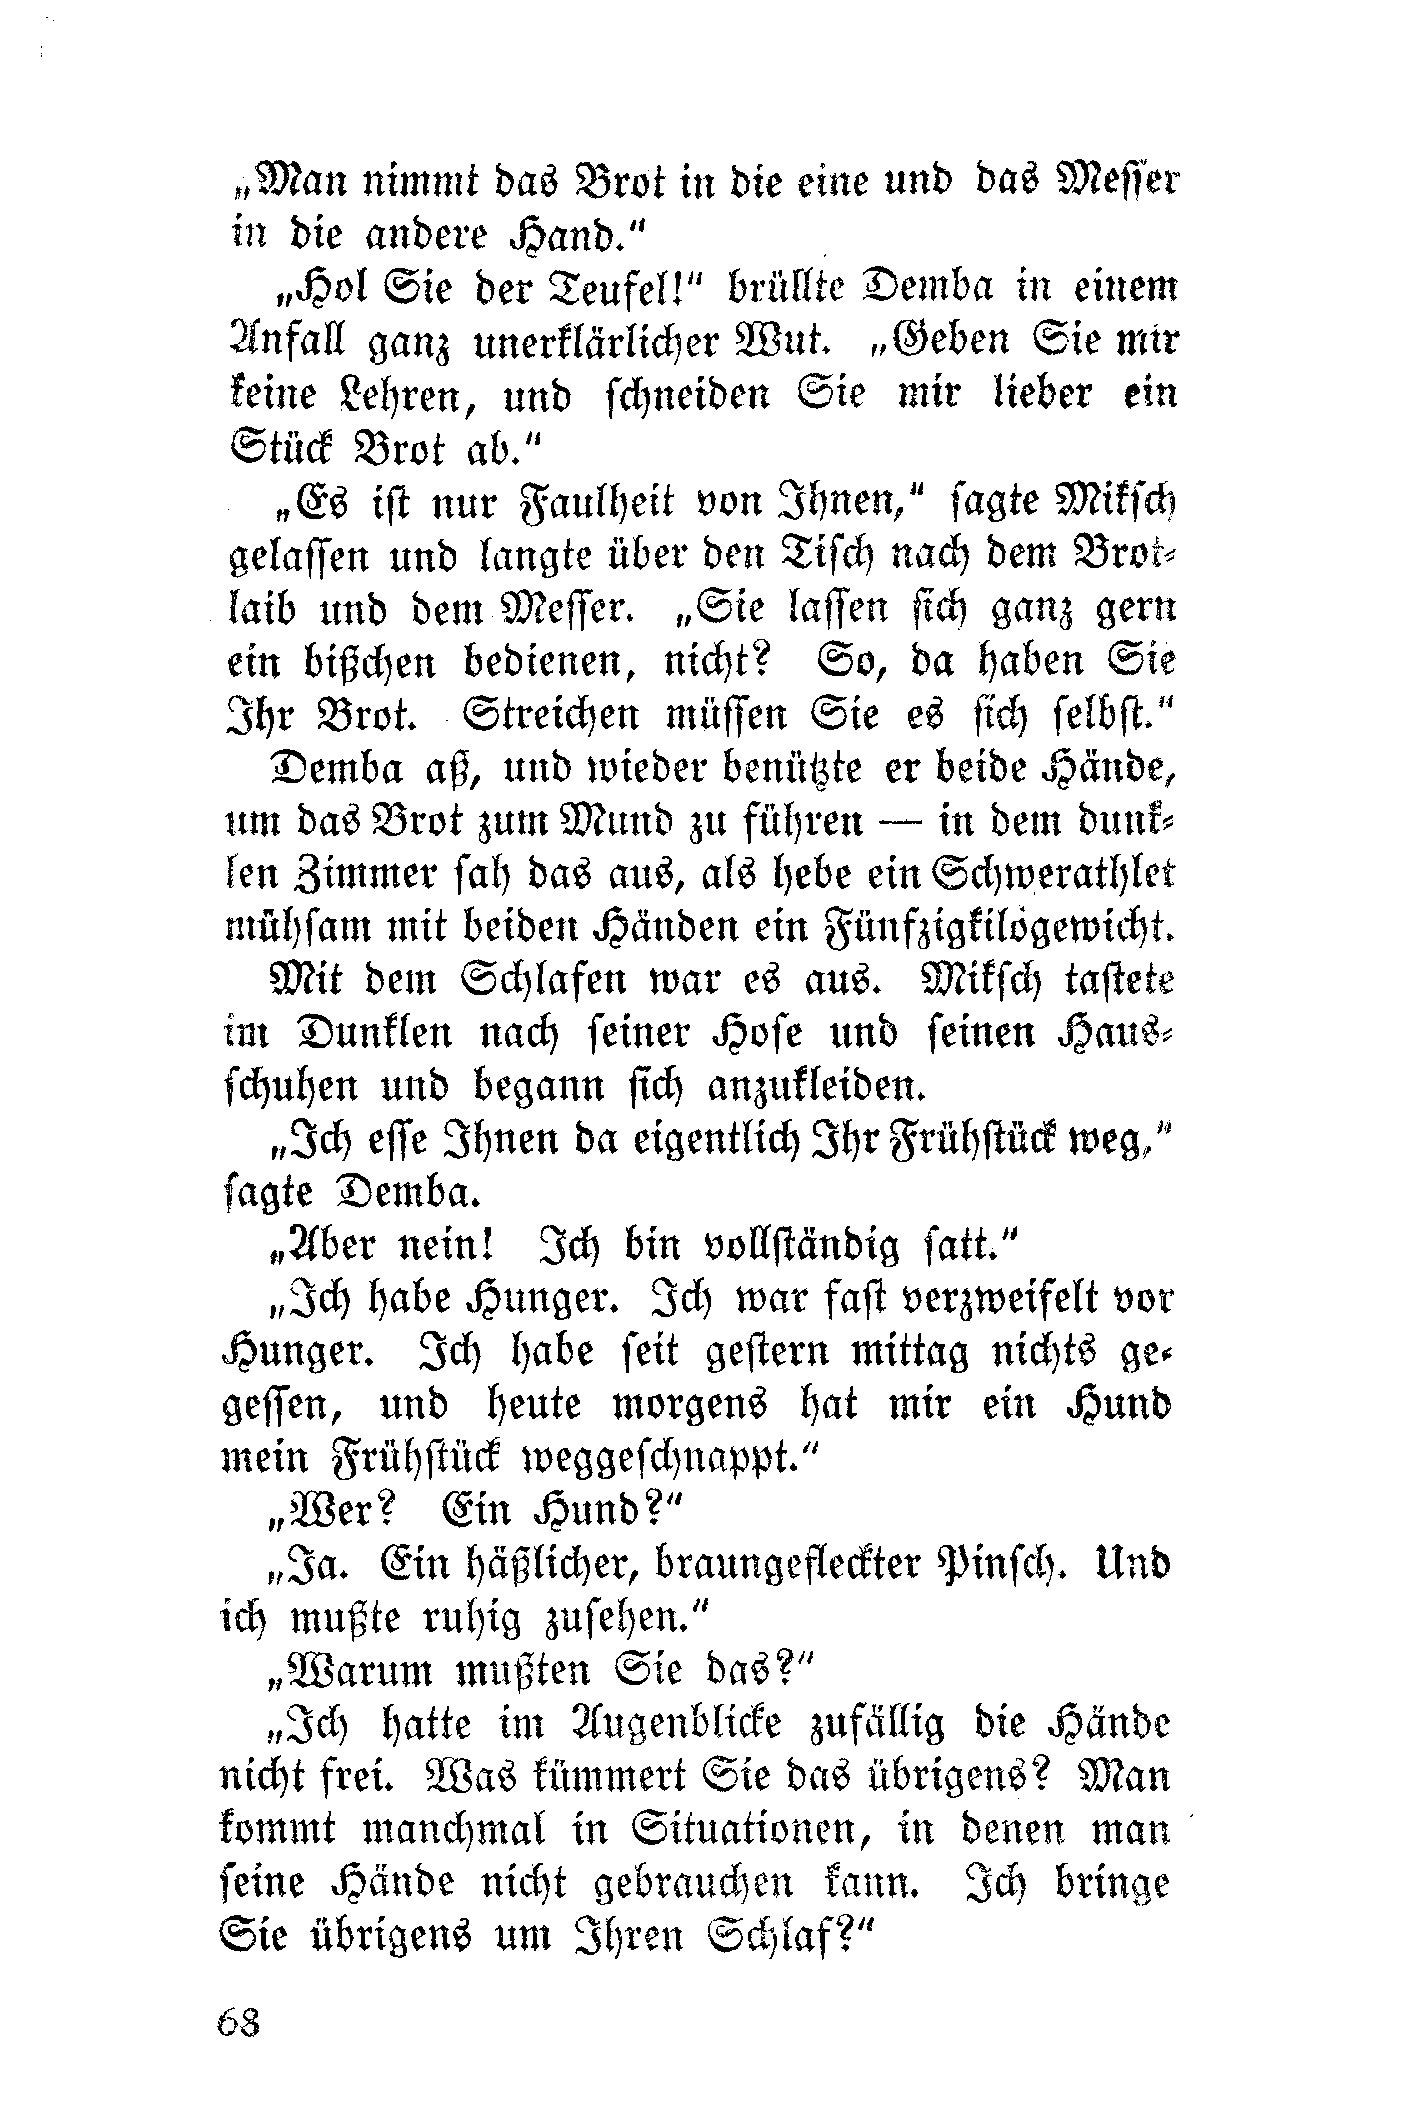 „Man nimmt das Brot in die eine und das Messer
in die andere Hand.“
„Hol Sie der Teufel!“ brüllte Demba in einem
Anfall ganz unerklärlicher Wut. „Geben Sie mir
keine Lehren, und schneiden Sie mir lieber ein
Stück Brot ab.“
„Es ist nur Faulheit von Ihnen,“ sagte Miksch
gelassen und langte über den Tisch nach dem Brot-
laib und dem Messer. „Sie lassen sich ganz gern
ein bißchen bedienen, nicht? So, da haben Sie
Ihr Brot. Streichen müssen Sie es sich selbst.“
Demba aß, und wieder benützte er beide Hände,
um das Brot zum Mund zu führen — in dem dunk-
len Zimmer sah das aus, als hebe ein Schwerathlet
mühsam mit beiden Händen ein Fünfzigkilogewicht.
Mit dem Schlafen war es aus. Miksch tastete
im Dunklen nach seiner Hose und seinen Haus-
schuhen und begann sich anzukleiden.
„Ich esse Ihnen da eigentlich Ihr Frühstück weg,“
sagte Demba.
„Aber nein! Ich bin vollständig satt.“
„Ich habe Hunger. Ich war fast verzweifelt vor
Hunger. Ich habe seit gestern mittag nichts ge-
gessen, und heute morgens hat mir ein Hund
mein Frühstück weggeschnappt.“
„Wer? Ein Hund?“
„Ja. Ein häßlicher, braungefleckter Pinsch. Und
ich mußte ruhig zusehen.“
„Warum mußten Sie das?“
„Ich hatte im Augenblicke zufällig die Hände
nicht frei. Was kümmert Sie das übrigens? Man
kommt manchmal in Situationen, in denen man
seine Hände nicht gebrauchen kann. Ich bringe
Sie übrigens um Ihren Schlaf?“
68